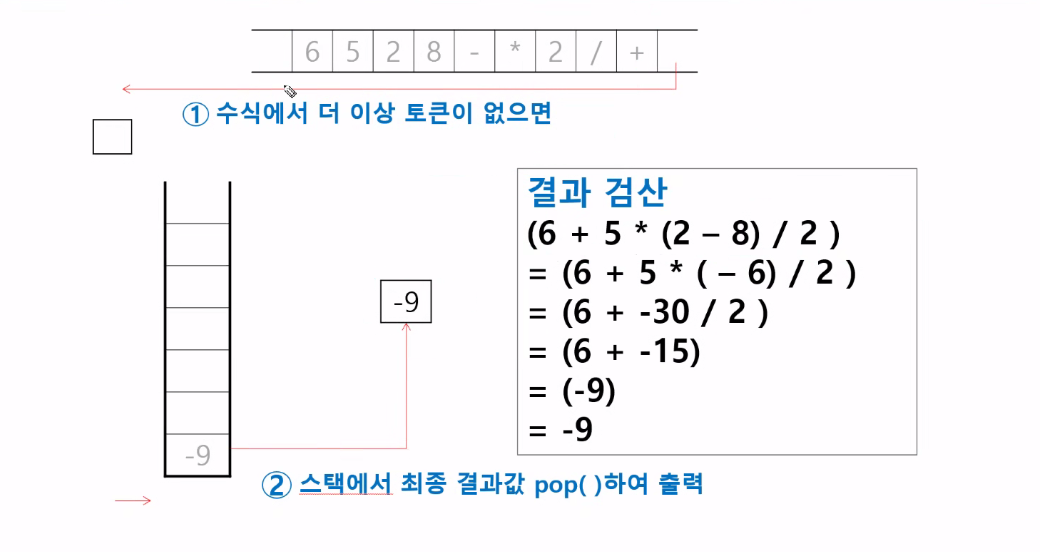 6 5 2 8 - * 2 / +
① 수식에서 더 이상 토큰이 없으면
결과 검산
(6 + 5 * (2 – 8) / 2 )
= (6 + 5 * ( – 6) / 2 )
= (6 + -30 / 2 )
= (6 + -15)
= (-9)
= -9
-9
-9
② 스택에서 최종 결과값 pop( )하여 출력